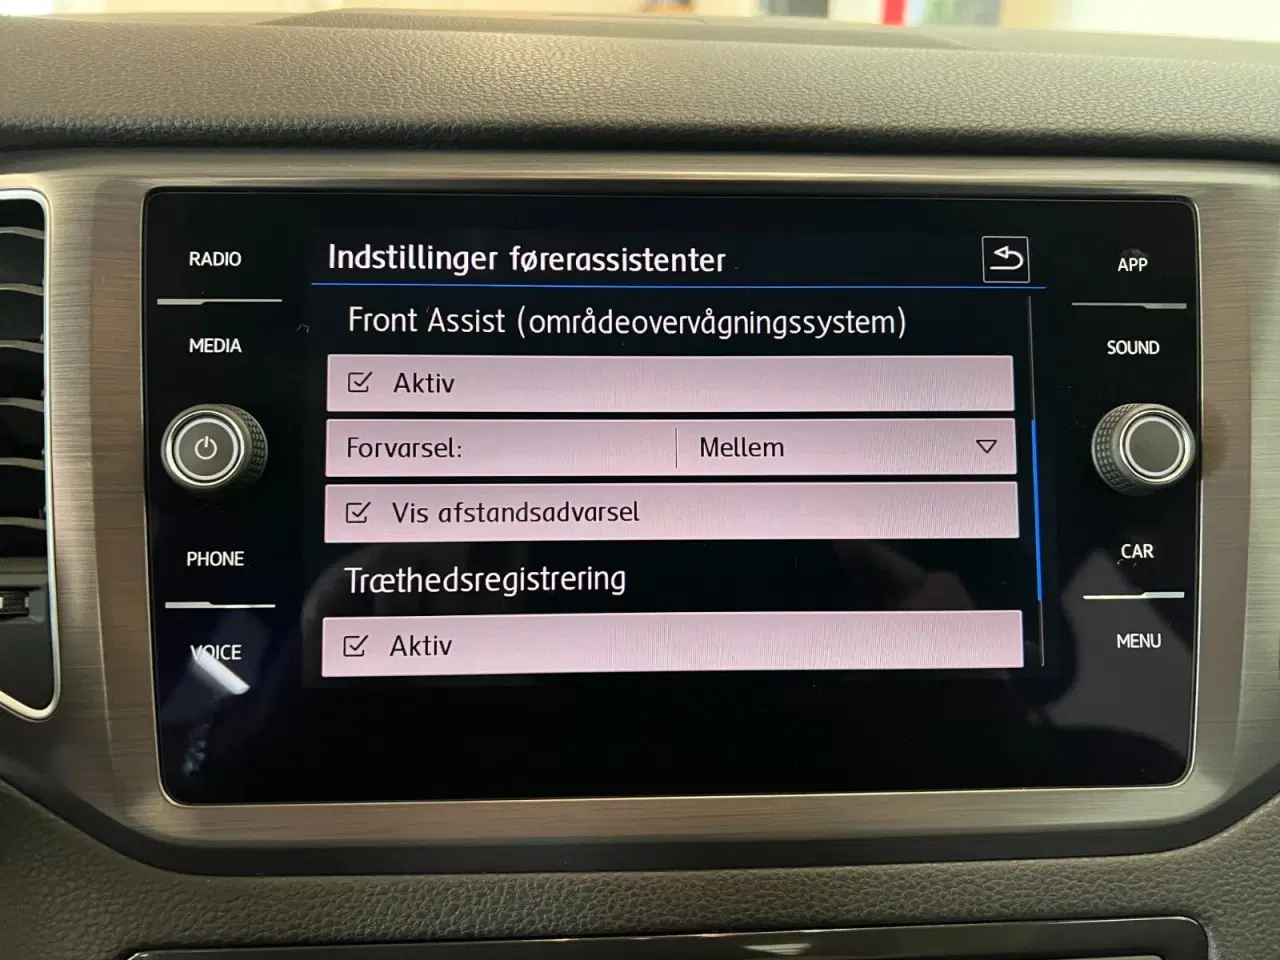 RADIO
MEDIA
PHONE
VOICE
Indstillinger førerassistenter
Front Assist (områdeovervågningssystem)
Aktiv
Forvarsel: Mellem
Vis afstandsadvarsel
Træthedsregistrering
Aktiv
APP
SOUND
CAR
MENU